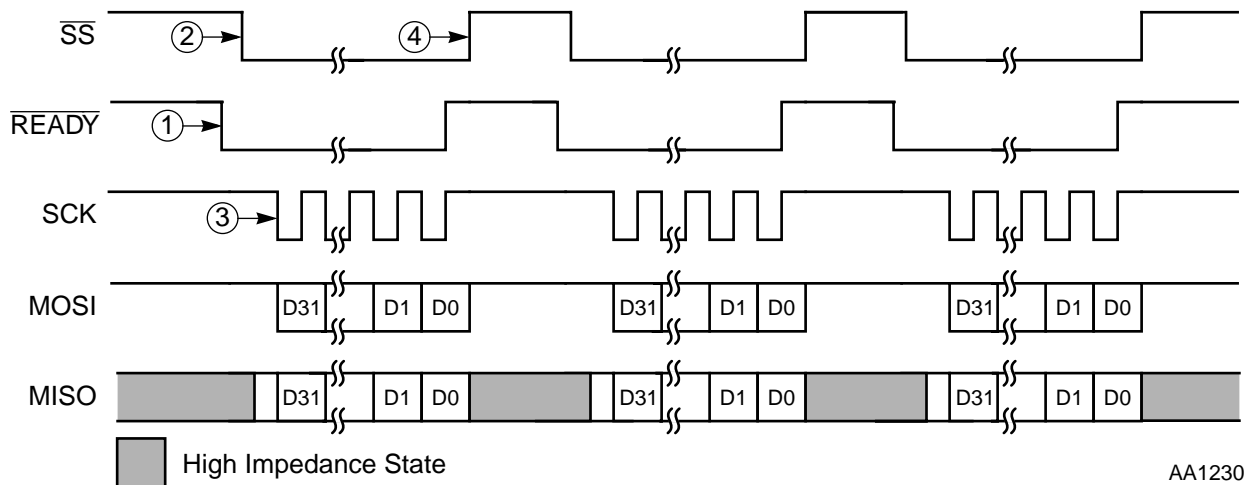 SS ② ④
READY ①
SCK ③
MOSI D31 D1 D0 D31 D1 D0 D31 D1 D0
MISO D31 D1 D0 D31 D1 D0 D31 D1 D0
High Impedance State
AA1230